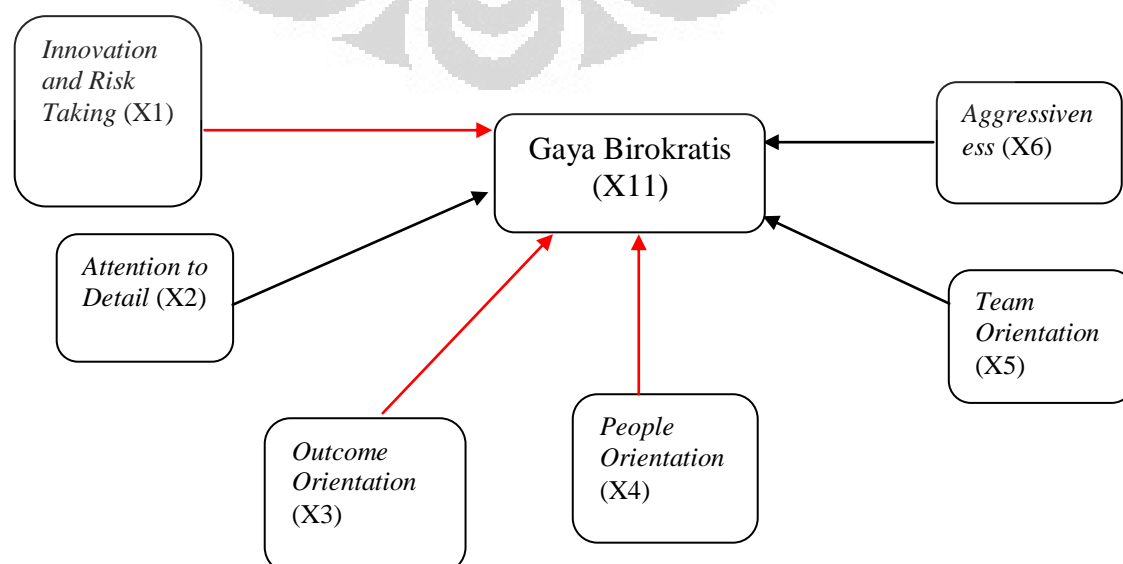 Innovation
and Risk
Taking (X1)
Gaya Birokratis
(X11)
Aggressiven
ess (X6)
Attention to
Detail (X2)
Team
Orientation
(X5)
Outcome
Orientation
(X3)
People
Orientation
(X4)